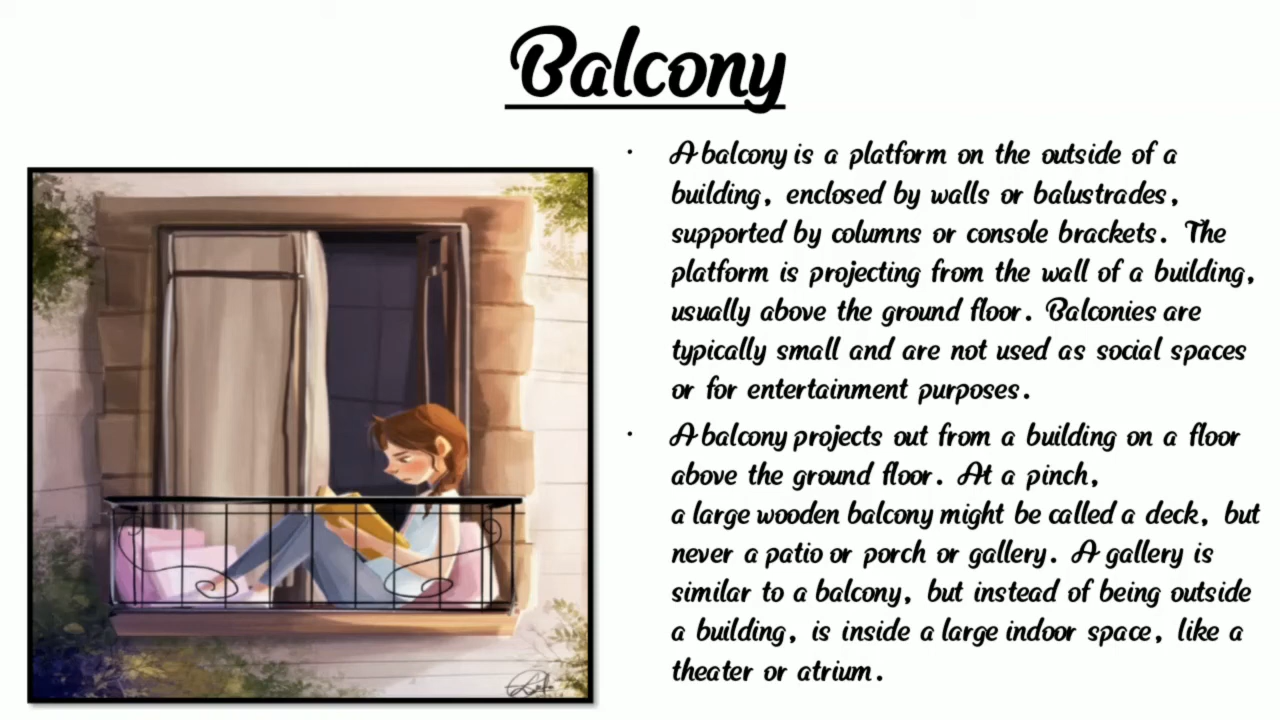 Balcony
• A balcony is a platform on the outside of a
building, enclosed by walls or balustrades,
supported by columns or console brackets. The
platform is projecting from the wall of a building,
usually above the ground floor. Balconies are
typically small and are not used as social spaces
or for entertainment purposes.
• A balcony projects out from a building on a floor
above the ground floor. At a pinch,
a large wooden balcony might be called a deck, but
never a patio or porch or gallery. A gallery is
similar to a balcony, but instead of being outside
a building, is inside a large indoor space, like a
theater or atrium.